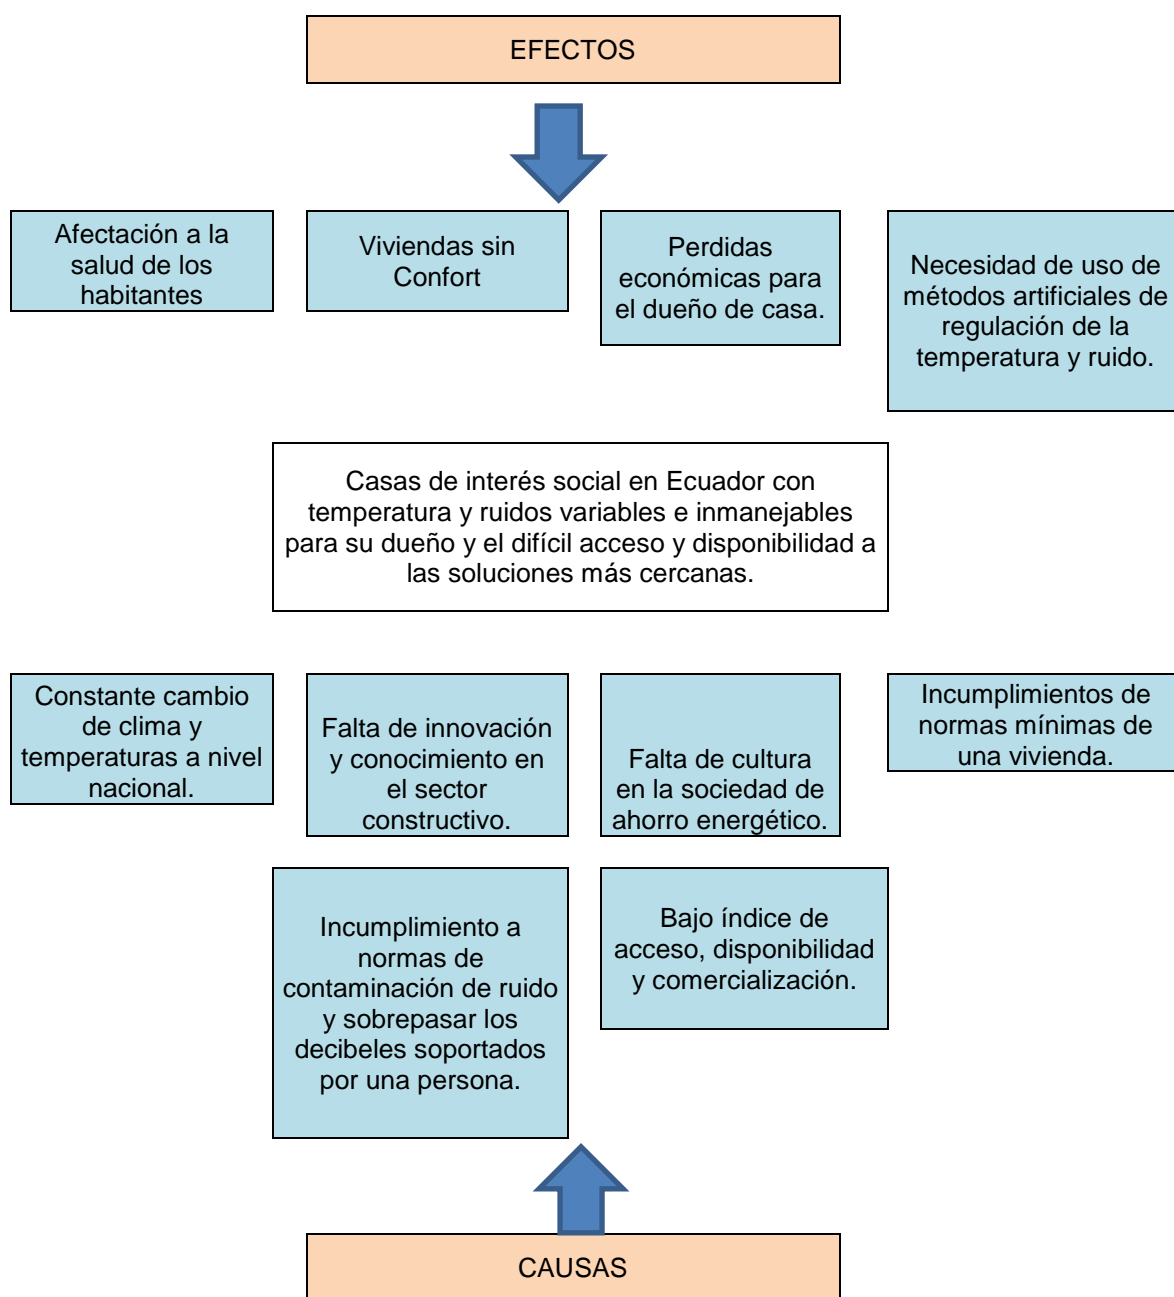 EFECTOS
Afectación a la
salud de los
habitantes
Viviendas sin
Confort
Perdidas
económicas para
el dueño de casa.
Necesidad de uso de
métodos artificiales de
regulación de la
temperatura y ruido.
Casas de interés social en Ecuador con
temperatura y ruidos variables e inmanejables
para su dueño y el difícil acceso y disponibilidad a
las soluciones más cercanas.
Constante cambio
de clima y
temperaturas a nivel
nacional.
Falta de innovación
y conocimiento en
el sector
constructivo.
Falta de cultura
en la sociedad de
ahorro energético.
Incumplimientos de
normas mínimas de
una vivienda.
Incumplimiento a
normas de
contaminación de ruido
y sobrepasar los
decibeles soportados
por una persona.
Bajo índice de
acceso, disponibilidad
y comercialización.
CAUSAS